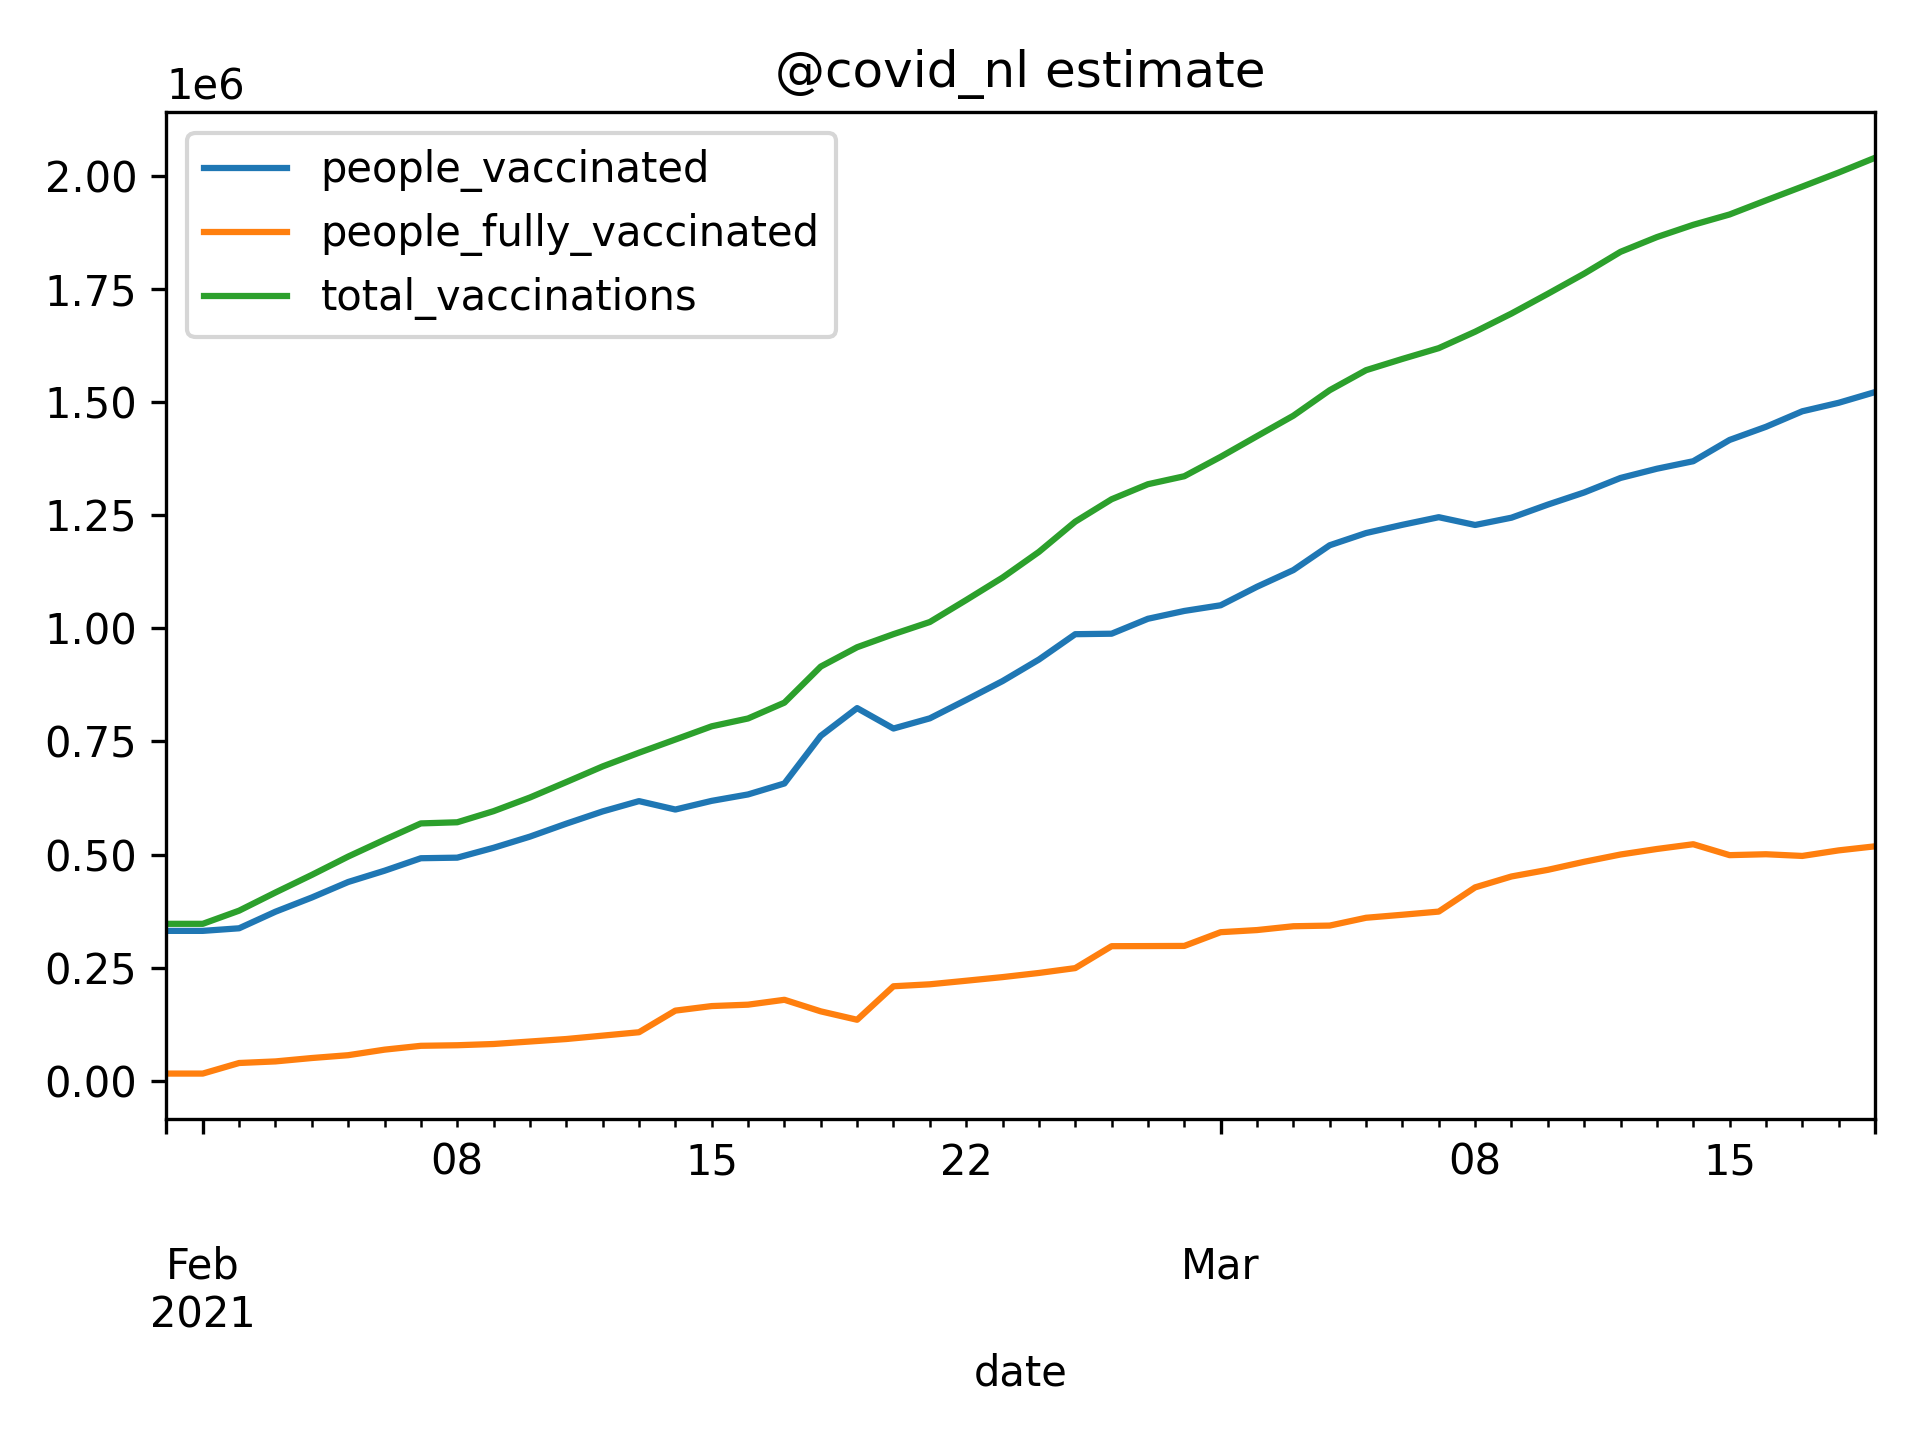 @covid_nl estimate
1e6
people_vaccinated
people_fully_vaccinated
total_vaccinations
2.00
1.75
1.50
1.25
1.00
0.75
0.50
0.25
0.00
08 15 22 08 15
Feb Mar
2021
date